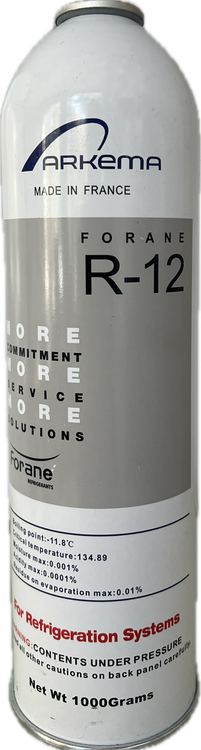 ARKEMA
MADE IN FRANCE
FORANE
R-12
MORE
COMMITMENT
MORE
SERVICE
MORE
SOLUTIONS
Forane
REFRIGERANTS
Boiling point:-11.8℃
Critical temperature:134.89
Moisture max:0.001%
Acidity max:0.0001%
Residue on evaporation max:0.01%
For Refrigeration Systems
WARNING:CONTENTS UNDER PRESSURE
all other cautions on back panel carefully.
Net Wt 1000Grams